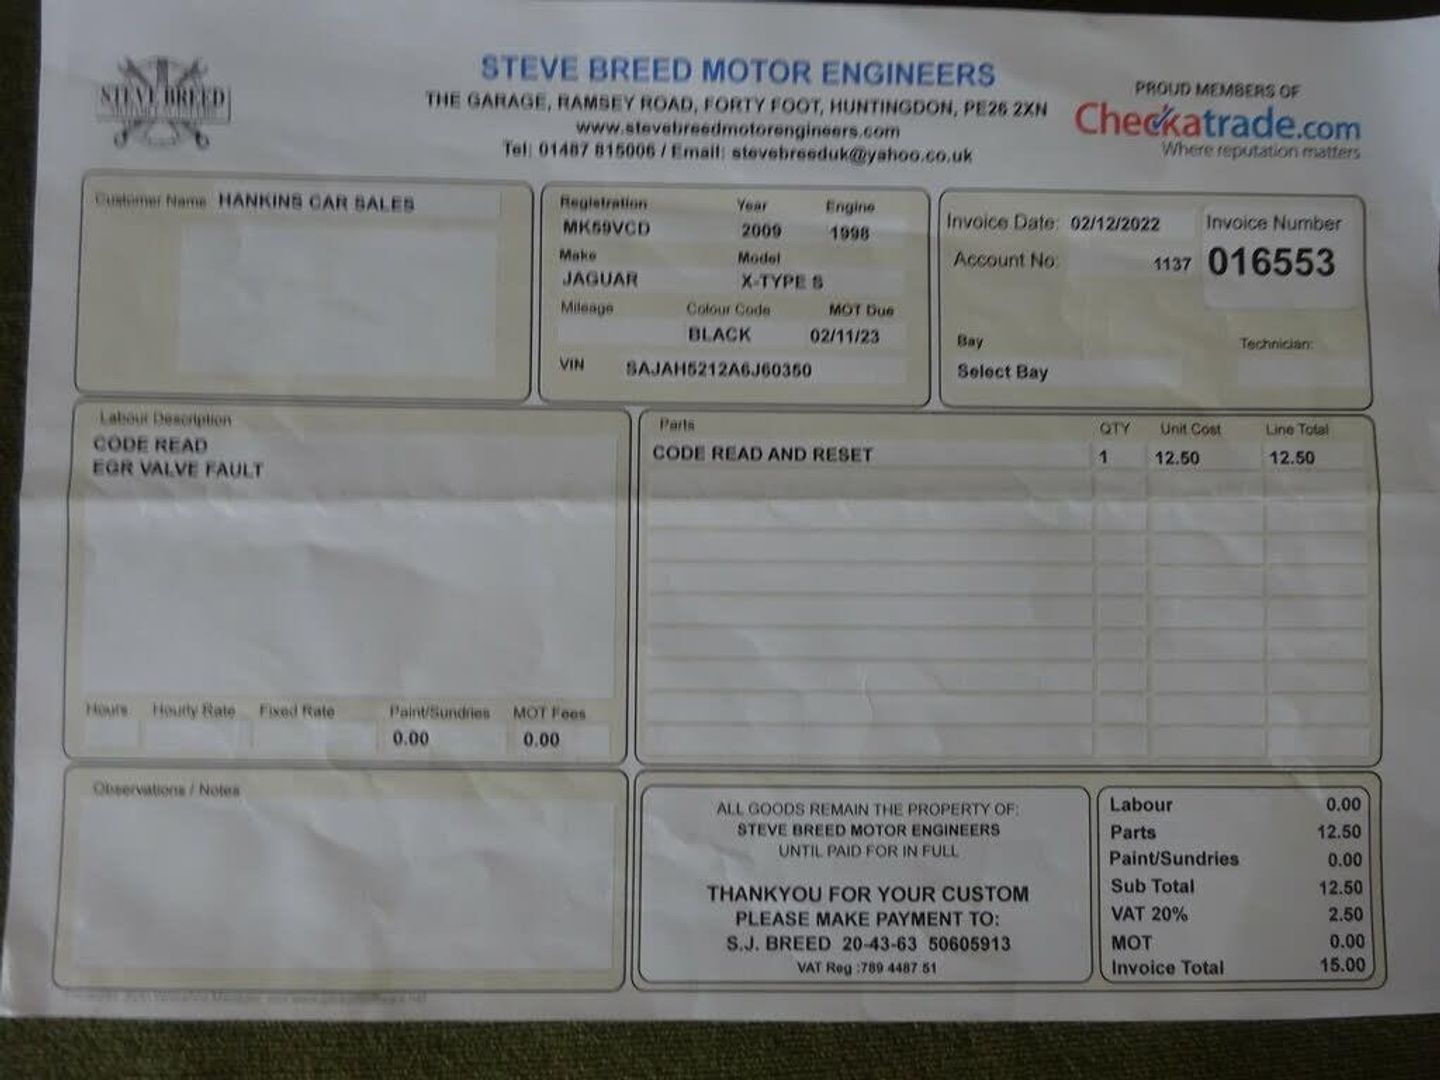 STEVE BREED
STEVE BREED MOTOR ENGINEERS
THE GARAGE, RAMSEY ROAD, FORTY FOOT, HUNTINGDON, PE26 2XN
www.stevebreedmotorengineers.com
Tel: 01487 815006 / Email: stevebreeduk@yahoo.co.uk
PROUD MEMBERS OF
Checkatrade.com
Where reputation matters
Customer Name HANKINS CAR SALES
Registration Year Engine
MK59VCD 2009 1998
Make Model
JAGUAR X-TYPE S
Mileage Colour Code MOT Due
BLACK 02/11/23
VIN SAJAH5212A6J60350
Invoice Date: 02/12/2022 Invoice Number
Account No: 1137 016553
Bay Technician:
Select Bay
Labour Description
CODE READ
EGR VALVE FAULT
Hours Hourly Rate Fixed Rate Paint/Sundries MOT Fees
0.00 0.00
Parts QTY Unit Cost Line Total
CODE READ AND RESET 1 12.50 12.50
Observations / Notes
ALL GOODS REMAIN THE PROPERTY OF:
STEVE BREED MOTOR ENGINEERS
UNTIL PAID FOR IN FULL
THANKYOU FOR YOUR CUSTOM
PLEASE MAKE PAYMENT TO:
S.J. BREED 20-43-63 50605913
VAT Reg :789 4487 51
Labour 0.00
Parts 12.50
Paint/Sundries 0.00
Sub Total 12.50
VAT 20% 2.50
MOT 0.00
Invoice Total 15.00